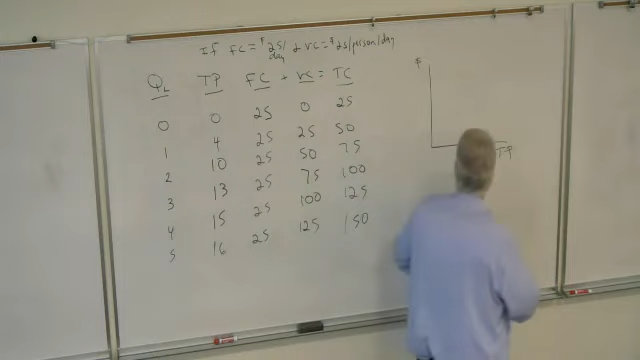 If FC = $25/day & VC = $25/person/day
QL TP FC + VC = TC
0 0 25 0 25
1 4 25 25 50
2 10 25 50 75
3 13 25 75 100
4 15 25 100 125
5 16 25 125 150
$
TP